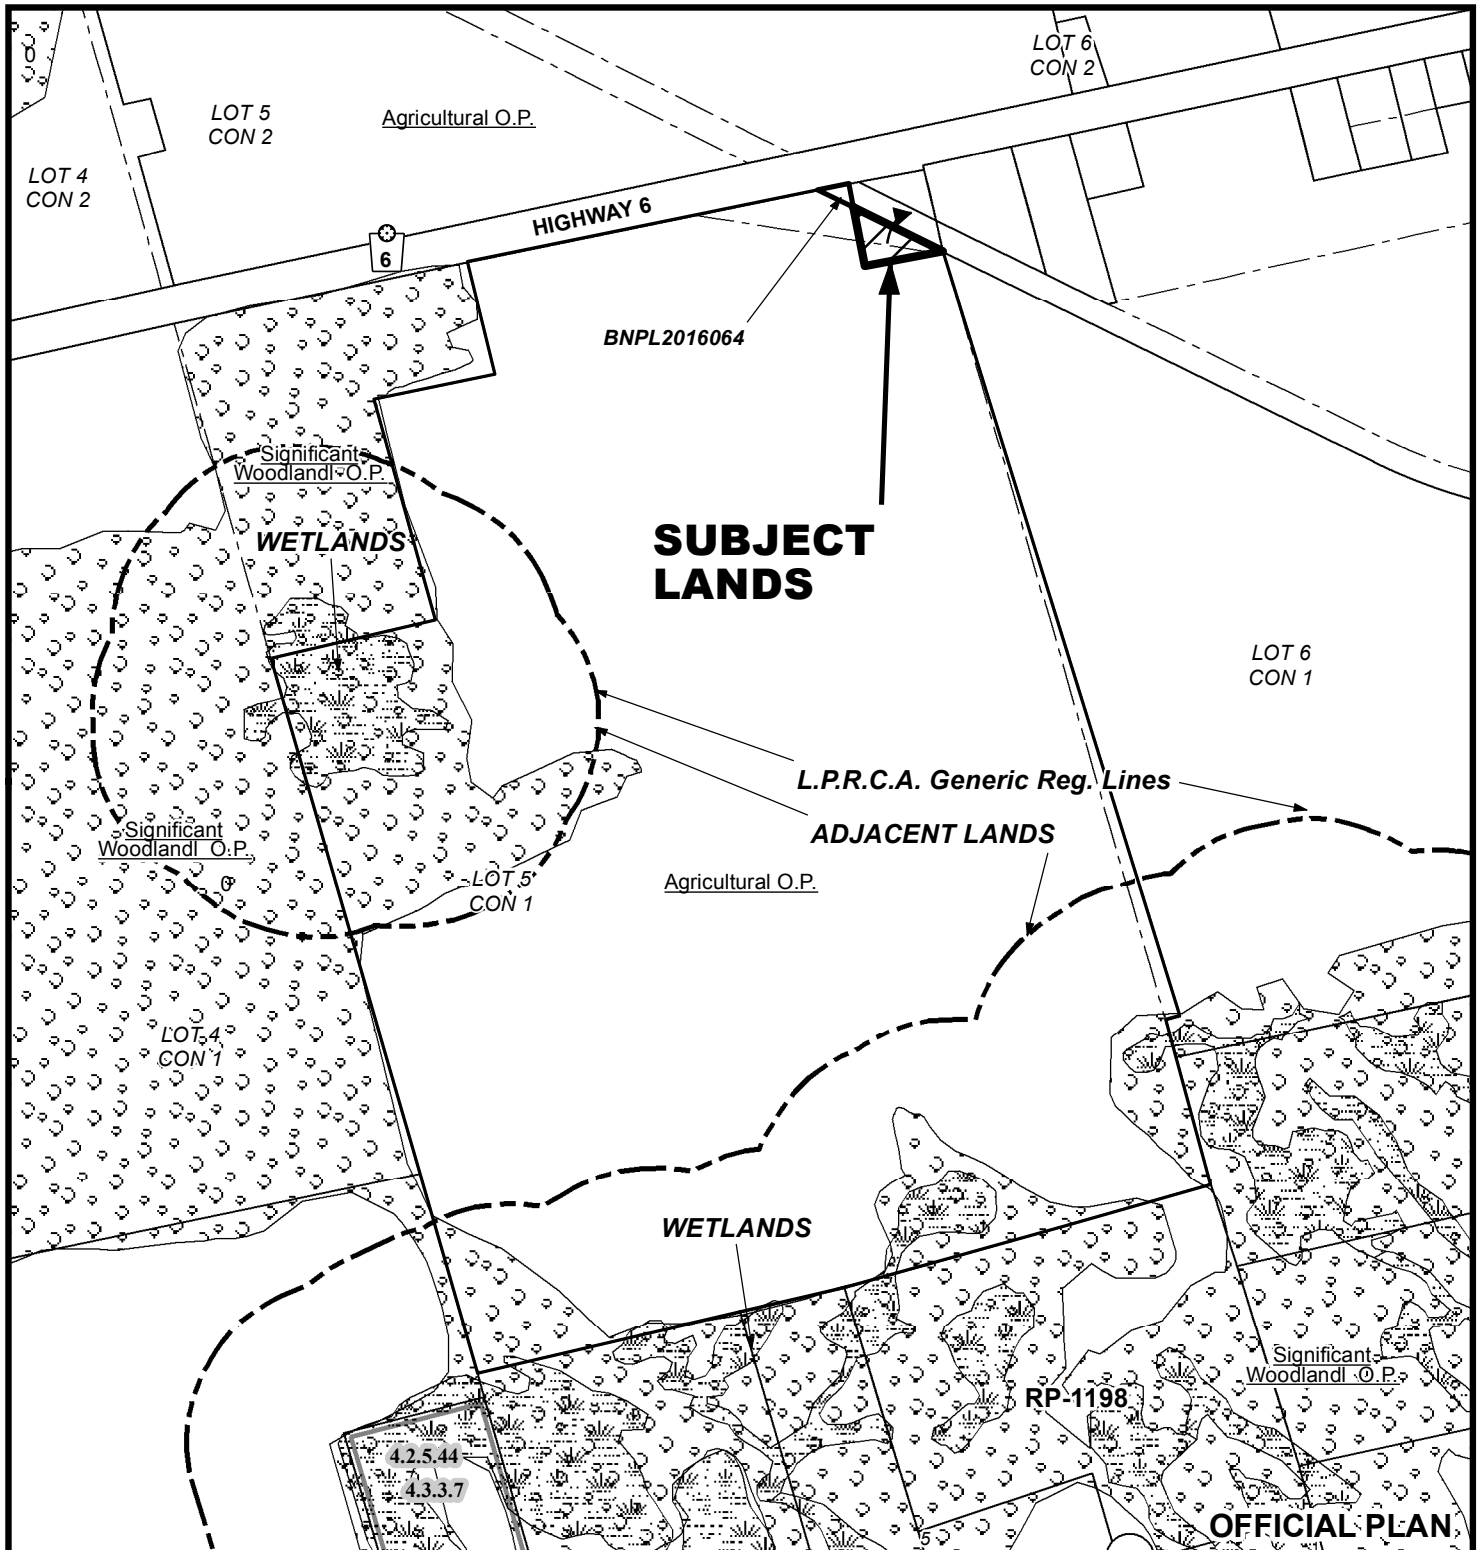 LOT 6
CON 2
LOT 5
CON 2
Agricultural O.P.
LOT 4
CON 2
HIGHWAY 6
6
BNPL2016064
Significant
Woodlandl O.P.
WETLANDS
SUBJECT
LANDS
LOT 6
CON 1
L.P.R.C.A. Generic Reg. Lines
ADJACENT LANDS
Significant
Woodlandl O.P.
LOT 5
CON 1
Agricultural O.P.
LOT 4
CON 1
WETLANDS
Significant
Woodlandl O.P.
RP-1198
4.2.5.44
4.3.3.7
OFFICIAL PLAN
5